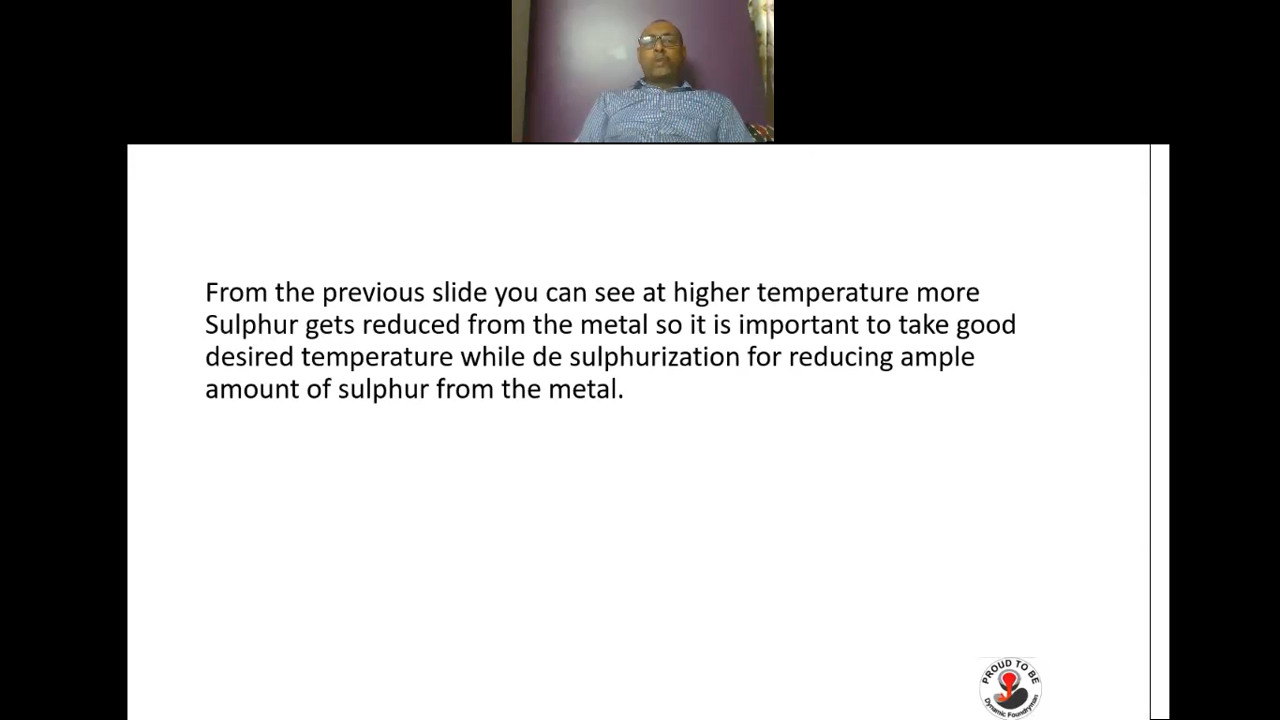 From the previous slide you can see at higher temperature more
Sulphur gets reduced from the metal so it is important to take good
desired temperature while de sulphurization for reducing ample
amount of sulphur from the metal.
PROUD TO BE
Dynamic Foundryman